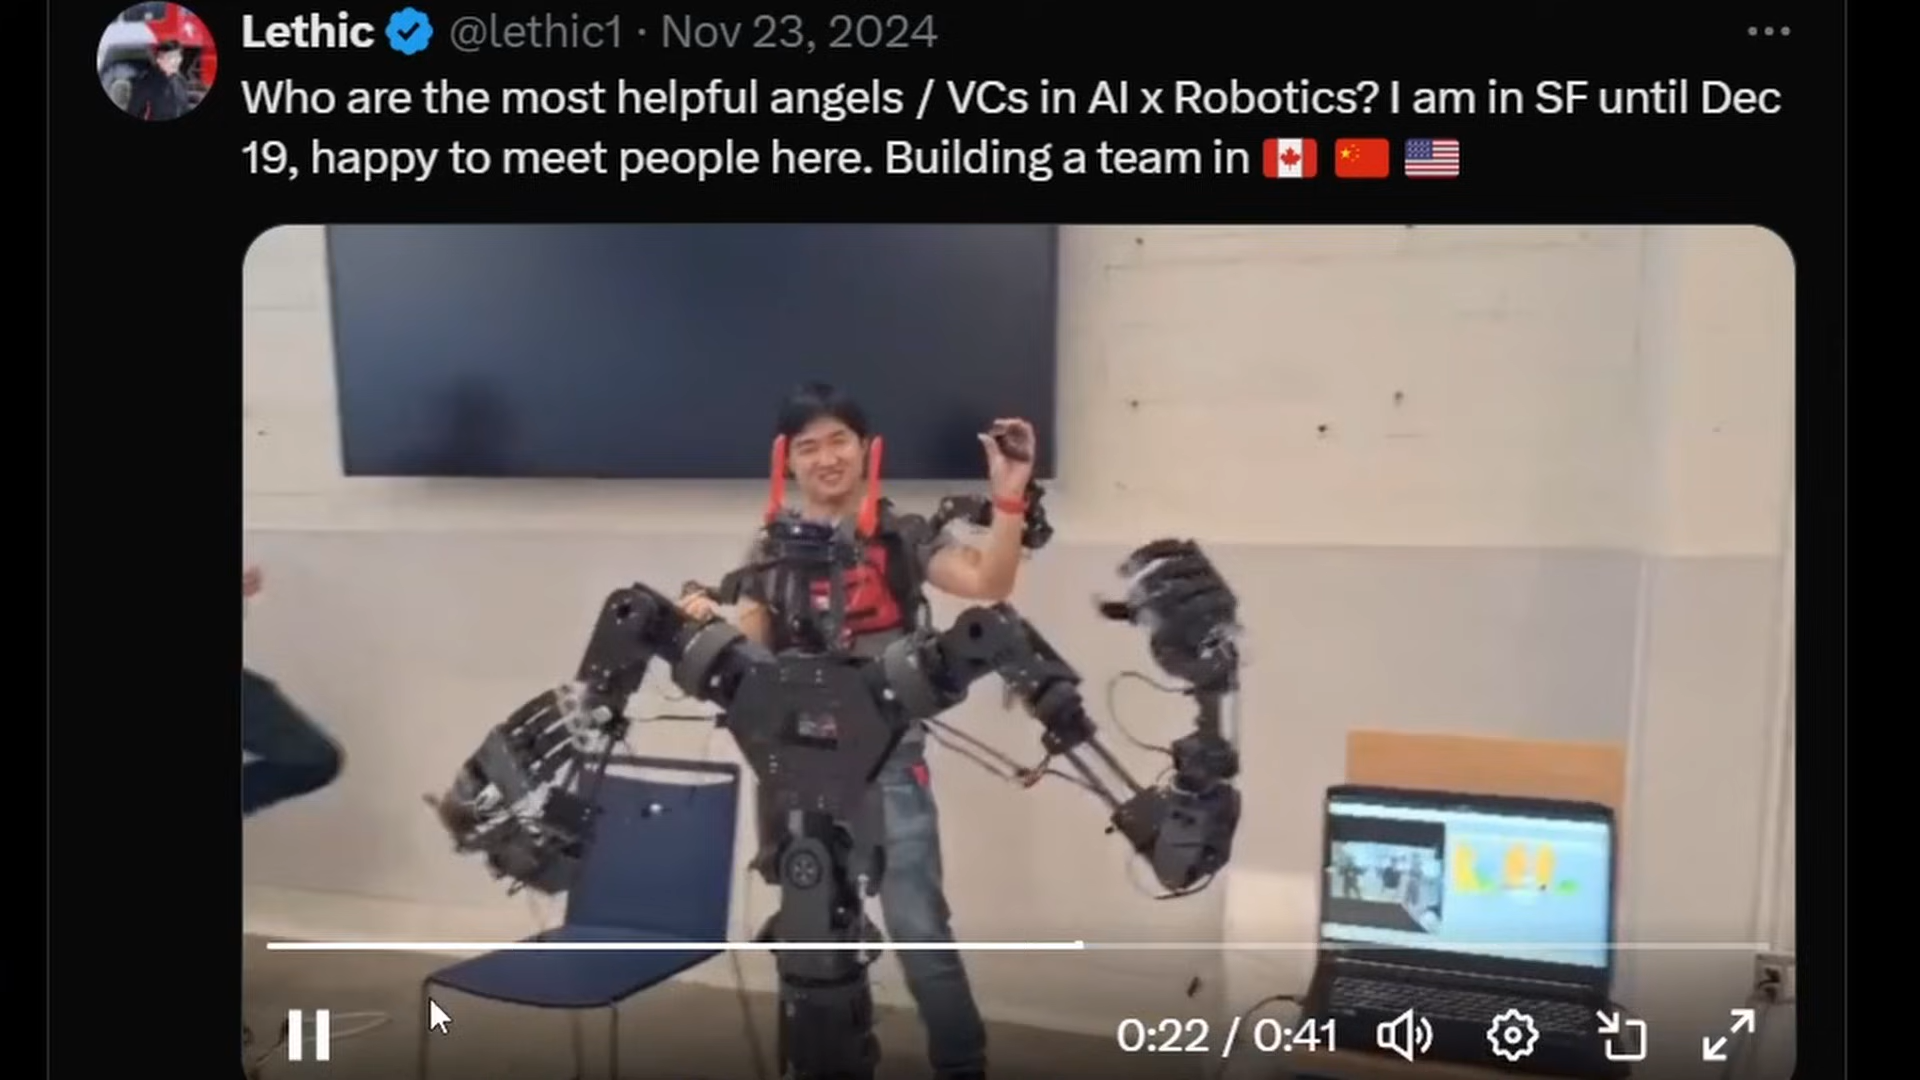 Lethic @lethic1 · Nov 23, 2024
Who are the most helpful angels / VCs in AI x Robotics? I am in SF until Dec
19, happy to meet people here. Building a team in 🇨🇦 🇨🇳 🇺🇸
0:22 / 0:41